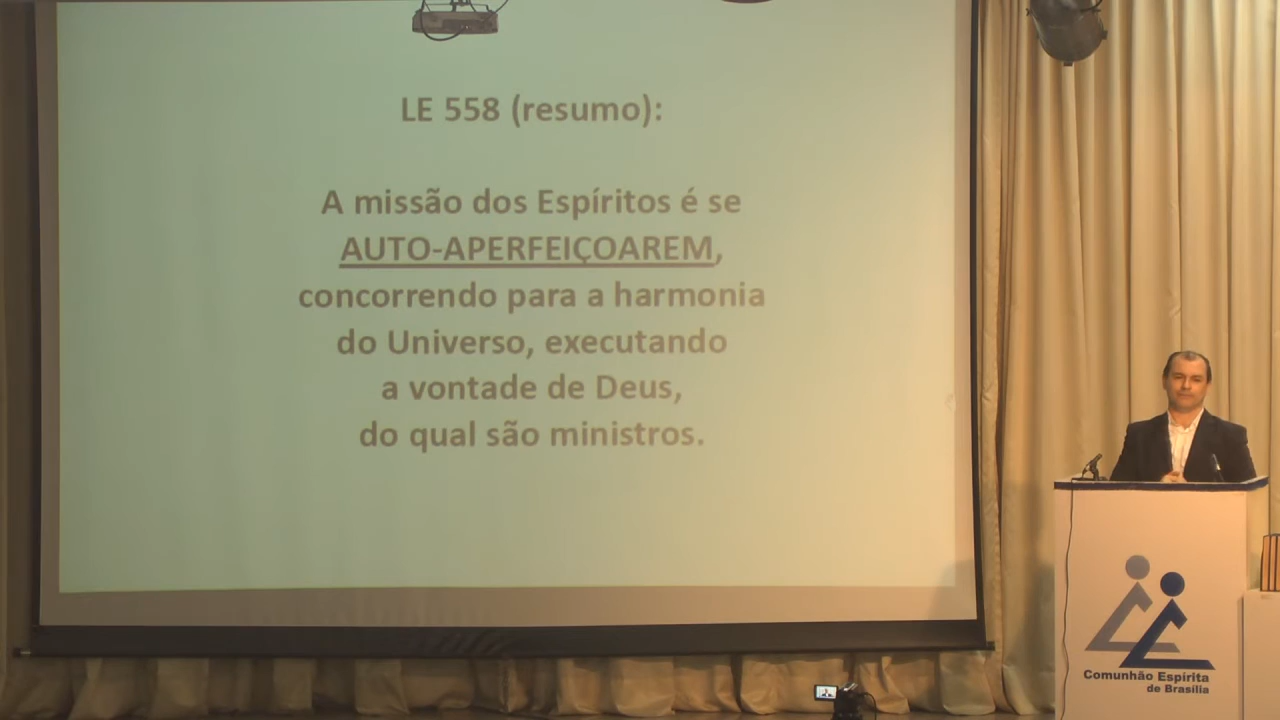 LE 558 (resumo):
A missão dos Espíritos é se
AUTO-APERFEIÇOAREM,
concorrendo para a harmonia
do Universo, executando
a vontade de Deus,
do qual são ministros.
Comunhão Espírita
de Brasília